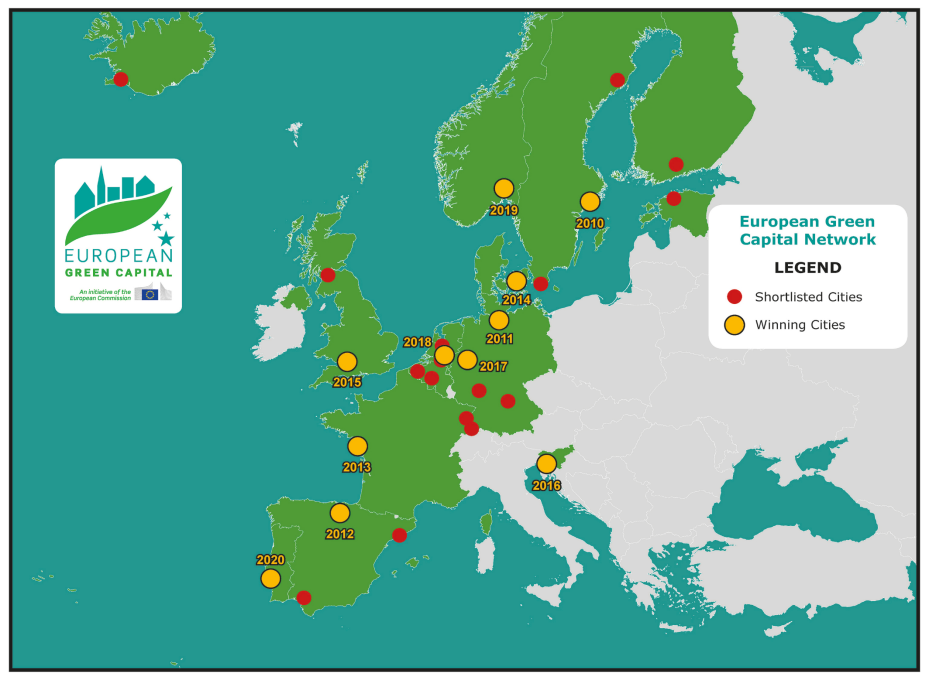 EUROPEAN
GREEN CAPITAL
An initiative of the
European Commission
European Green
Capital Network
LEGEND
Shortlisted Cities
Winning Cities
2019
2010
2014
2011
2018
2017
2015
2013
2016
2012
2020